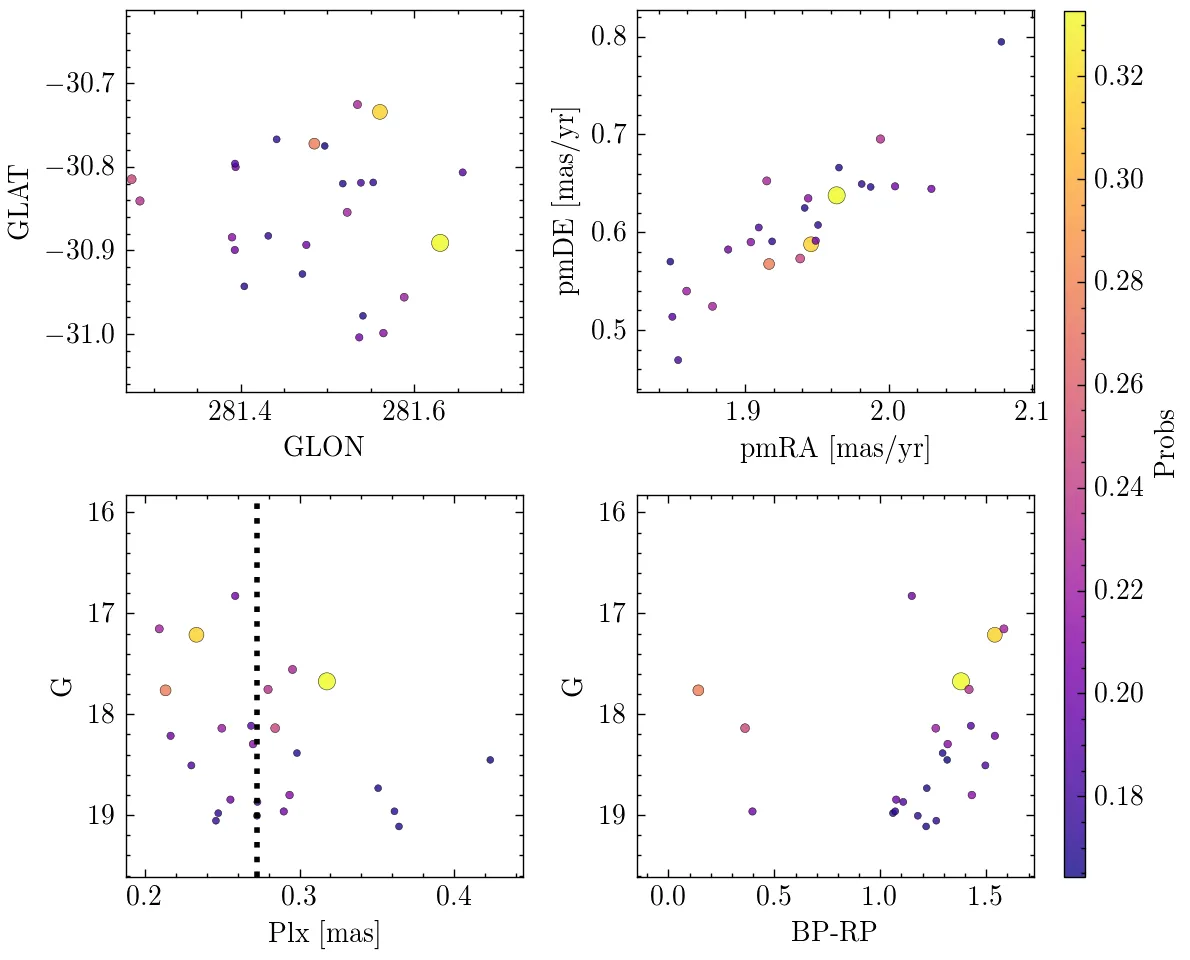 −30.7
−30.8
−30.9
−31.0
GLAT
281.4 281.6
GLON
0.8
0.7
0.6
0.5
pmDE [mas/yr]
1.9 2.0 2.1
pmRA [mas/yr]
16
17
18
19
G
0.2 0.3 0.4
Plx [mas]
16
17
18
19
G
0.0 0.5 1.0 1.5
BP-RP
0.32
0.30
0.28
0.26
0.24
0.22
0.20
0.18
Probs